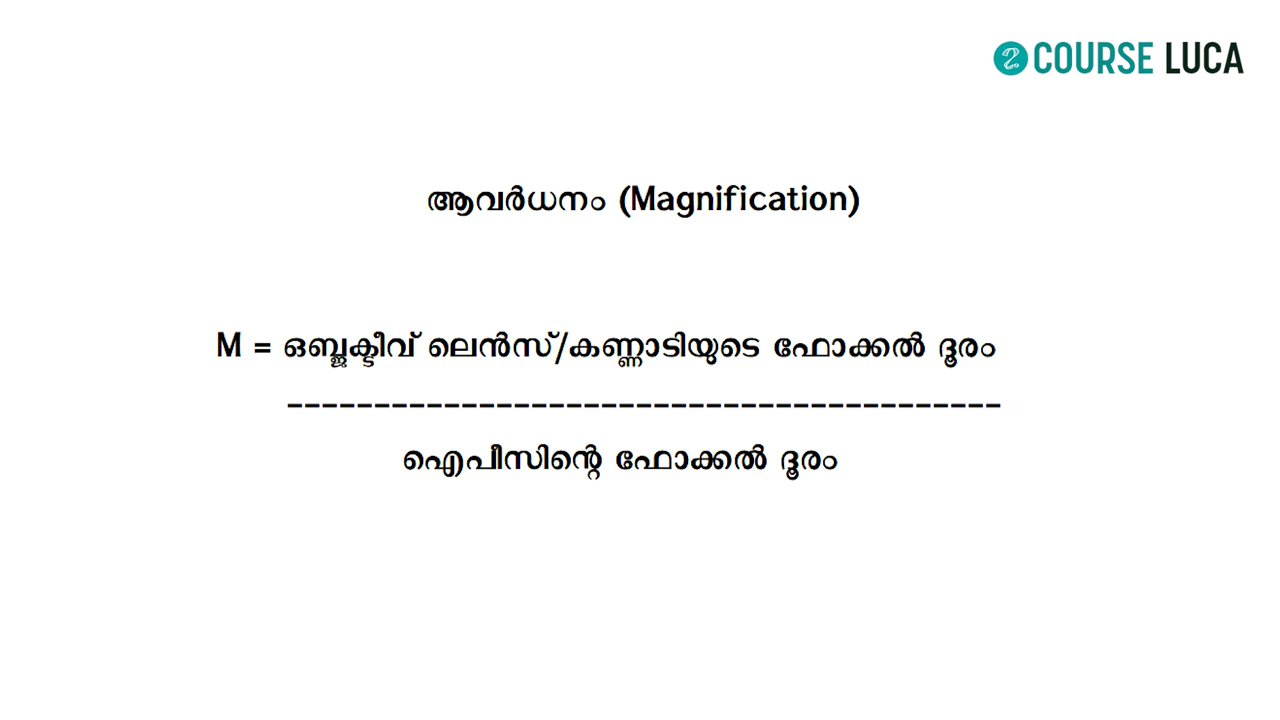 COURSE LUCA
ആവർധനം (Magnification)
M = ഒബ്ജക്ടീവ് ലെൻസ്/കണ്ണാടിയുടെ ഫോക്കൽ ദൂരം
-----------------------------------------
ഐപീസിന്റെ ഫോക്കൽ ദൂരം